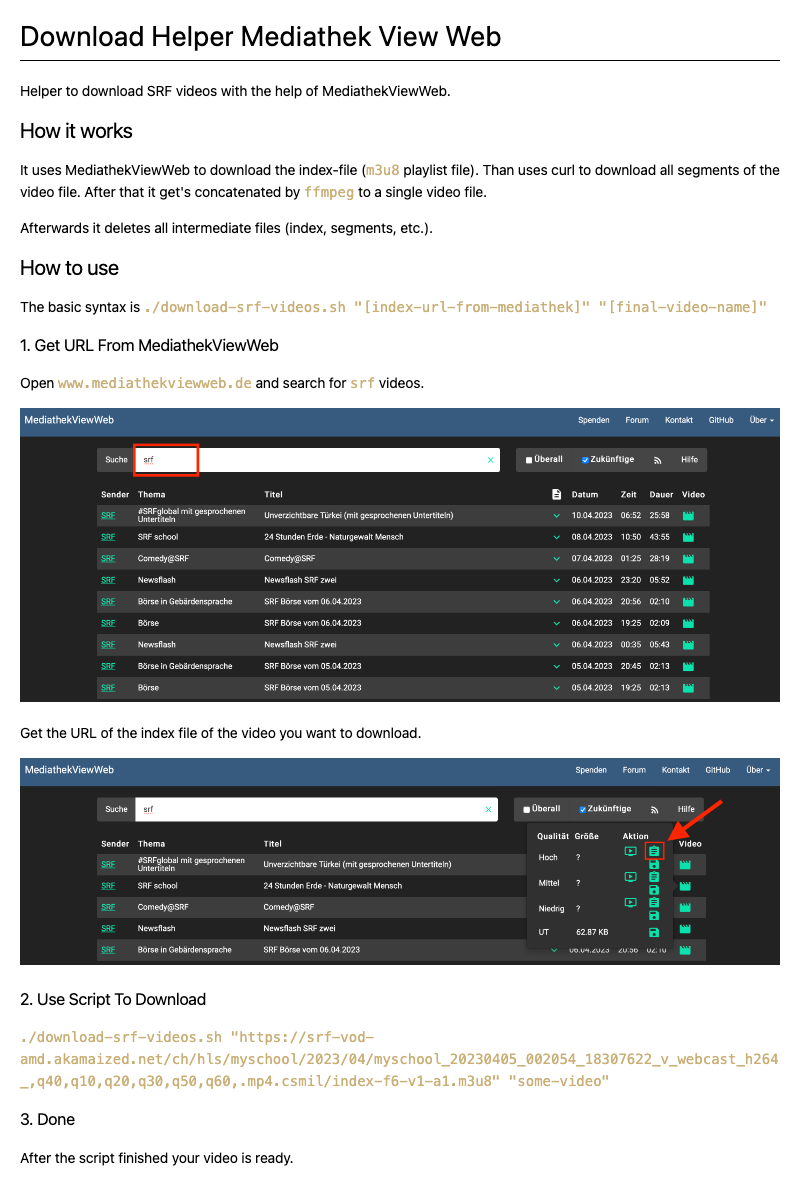 Download Helper Mediathek View Web
Helper to download SRF videos with the help of MediathekViewWeb.
How it works
It uses MediathekViewWeb to download the index-file (m3u8 playlist file). Than uses curl to download all segments of the
video file. After that it get's concatenated by ffmpeg to a single video file.
Afterwards it deletes all intermediate files (index, segments, etc.).
How to use
The basic syntax is ./download-srf-videos.sh "[index-url-from-mediathek]" "[final-video-name]"
1. Get URL From MediathekViewWeb
Open www.mediathekviewweb.de and search for srf videos.
MediathekViewWeb Spenden Forum Kontakt GitHub Über
Suche srf Überall Zukünftige Hilfe
Sender Thema Titel Datum Zeit Dauer Video
SRF #SRFglobal mit gesprochenen Untertiteln Unverzichtbare Türkei (mit gesprochenen Untertiteln) 10.04.2023 06:52 25:58
SRF SRF school 24 Stunden Erde - Naturgewalt Mensch 08.04.2023 10:50 43:55
SRF Comedy@SRF Comedy@SRF 07.04.2023 01:25 28:19
SRF Newsflash Newsflash SRF zwei 06.04.2023 23:20 05:52
SRF Börse in Gebärdensprache SRF Börse vom 06.04.2023 06.04.2023 20:56 02:10
SRF Börse SRF Börse vom 06.04.2023 06.04.2023 19:25 02:09
SRF Newsflash Newsflash SRF zwei 06.04.2023 00:35 05:43
SRF Börse in Gebärdensprache SRF Börse vom 05.04.2023 05.04.2023 20:45 02:13
SRF Börse SRF Börse vom 05.04.2023 05.04.2023 19:25 02:13
Get the URL of the index file of the video you want to download.
MediathekViewWeb Spenden Forum Kontakt GitHub Über
Suche srf Überall Zukünftige Hilfe
Qualität Größe Aktion
Hoch ?
Mittel ?
Niedrig ?
UT 62.87 KB
Sender Thema Titel Video
SRF #SRFglobal mit gesprochenen Untertiteln Unverzichtbare Türkei (mit gesprochenen Untertiteln)
SRF SRF school 24 Stunden Erde - Naturgewalt Mensch
SRF Comedy@SRF Comedy@SRF
SRF Newsflash Newsflash SRF zwei
SRF Börse in Gebärdensprache SRF Börse vom 06.04.2023 06.04.2023 20:56 02:10
2. Use Script To Download
./download-srf-videos.sh "https://srf-vod-
amd.akamaized.net/ch/hls/myschool/2023/04/myschool_20230405_002054_18307622_v_webcast_h264
_,q40,q10,q20,q30,q50,q60,.mp4.csmil/index-f6-v1-a1.m3u8" "some-video"
3. Done
After the script finished your video is ready.